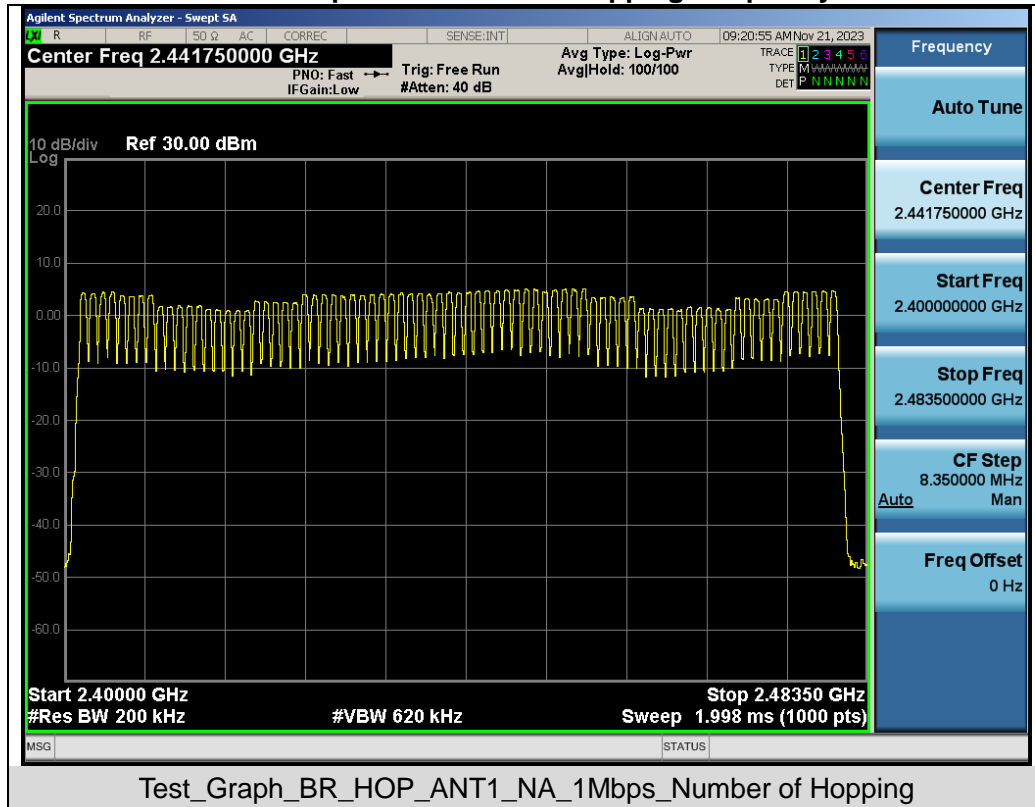 Agilent Spectrum Analyzer - Swept SA
LXI R RF 50 Ω AC CORREC SENSE:INT ALIGN AUTO 09:20:55 AM Nov 21, 2023
Center Freq 2.441750000 GHz
PNO: Fast
IFGain:Low
Trig: Free Run
#Atten: 40 dB
Avg Type: Log-Pwr
Avg|Hold: 100/100
TRACE 1 2 3 4 5 6
TYPE M WWWWW
DET P N N N N N
10 dB/div Ref 30.00 dBm
Log
20.0
10.0
0.00
-10.0
-20.0
-30.0
-40.0
-50.0
-60.0
Start 2.40000 GHz Stop 2.48350 GHz
#Res BW 200 kHz #VBW 620 kHz Sweep 1.998 ms (1000 pts)
MSG STATUS
Frequency
Auto Tune
Center Freq
2.441750000 GHz
Start Freq
2.400000000 GHz
Stop Freq
2.483500000 GHz
CF Step
8.350000 MHz
Auto Man
Freq Offset
0 Hz
Test_Graph_BR_HOP_ANT1_NA_1Mbps_Number of Hopping